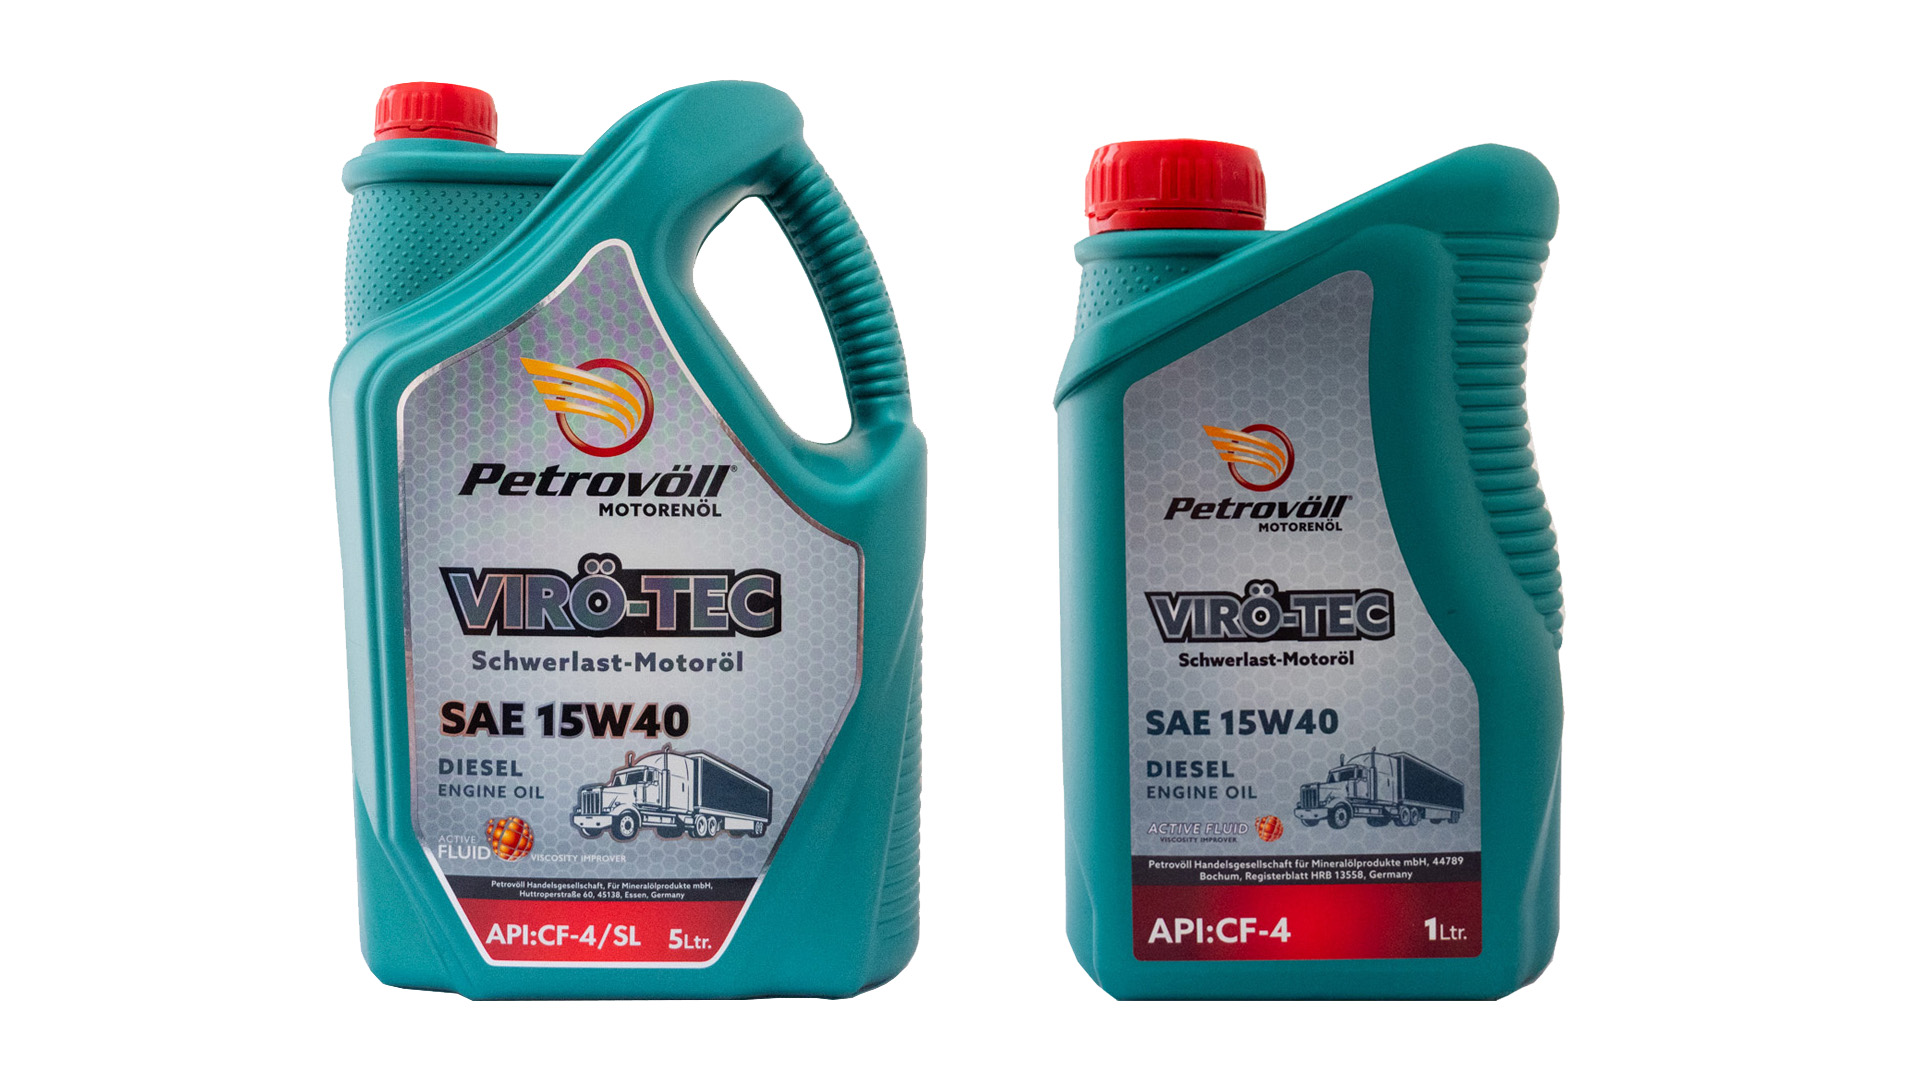 Petrovöll®
MOTORENÖL
VIRÖ-TEC
Schwerlast-Motoröl
SAE 15W40
DIESEL
ENGINE OIL
ACTIVE
FLUID
VISCOSITY IMPROVER
Petrovöll Handelsgesellschaft, Für Mineralölprodukte mbH,
Huttroperstraße 60, 45138, Essen, Germany
API:CF-4/SL 5Ltr.
Petrovöll®
MOTORENÖL
VIRÖ-TEC
Schwerlast-Motoröl
SAE 15W40
DIESEL
ENGINE OIL
ACTIVE FLUID
VISCOSITY IMPROVER
Petrovöll Handelsgesellschaft für Mineralölprodukte mbH, 44789
Bochum, Registerblatt HRB 13558, Germany
API:CF-4 1Ltr.